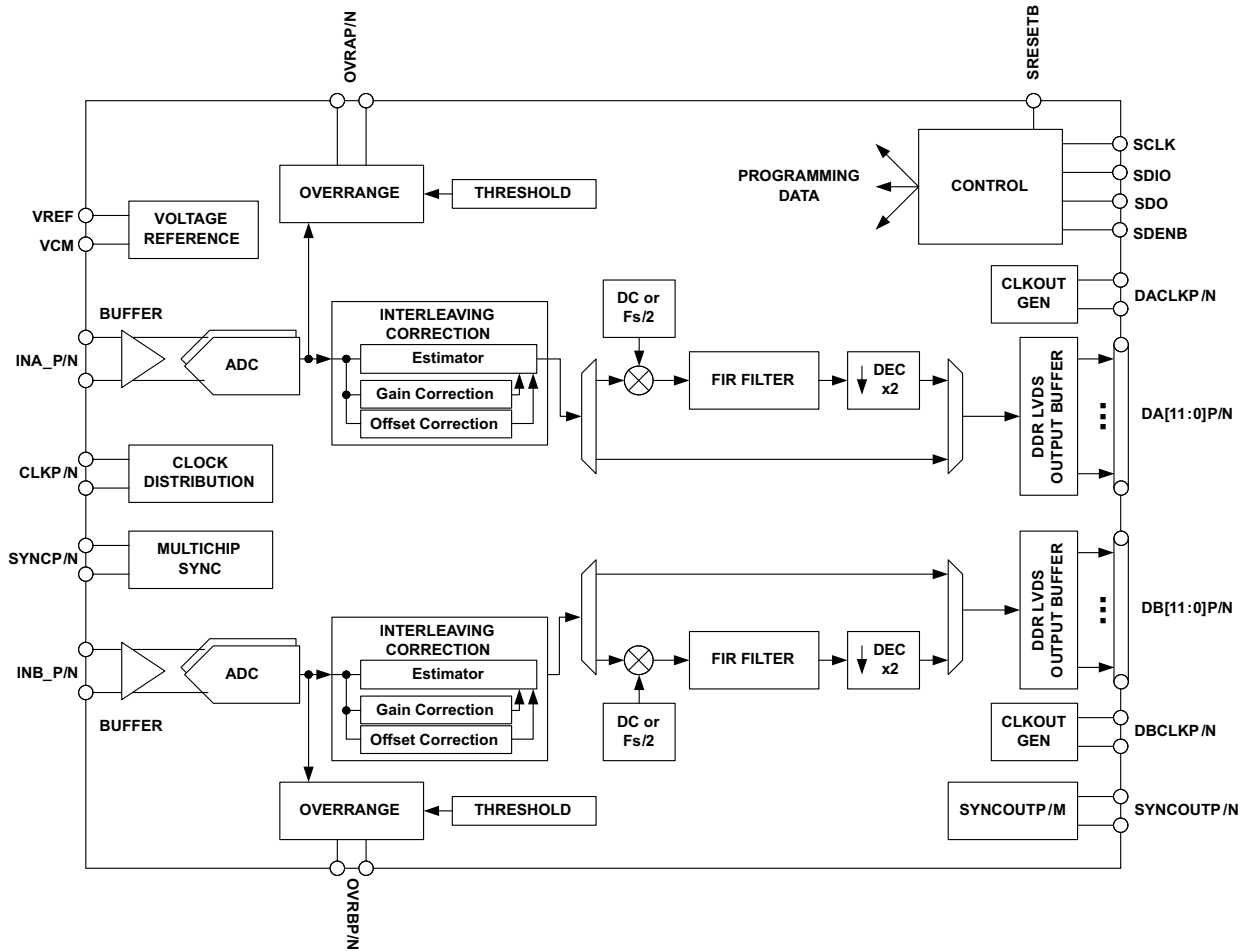 OVRAP/N
SRESETB
OVERRANGE
THRESHOLD
PROGRAMMING
DATA
CONTROL
SCLK
SDIO
SDO
SDENB
VREF
VCM
VOLTAGE
REFERENCE
CLKOUT
GEN
DACLKP/N
BUFFER
INA_P/N
ADC
INTERLEAVING
CORRECTION
Estimator
Gain Correction
Offset Correction
DC or
Fs/2
FIR FILTER
DEC
x2
DDR LVDS
OUTPUT BUFFER
DA[11:0]P/N
CLKP/N
CLOCK
DISTRIBUTION
SYNCP/N
MULTICHIP
SYNC
INB_P/N
BUFFER
ADC
INTERLEAVING
CORRECTION
Estimator
Gain Correction
Offset Correction
DC or
Fs/2
FIR FILTER
DEC
x2
DDR LVDS
OUTPUT BUFFER
DB[11:0]P/N
CLKOUT
GEN
DBCLKP/N
OVERRANGE
THRESHOLD
SYNCOUTP/M
SYNCOUTP/N
OVRBP/N